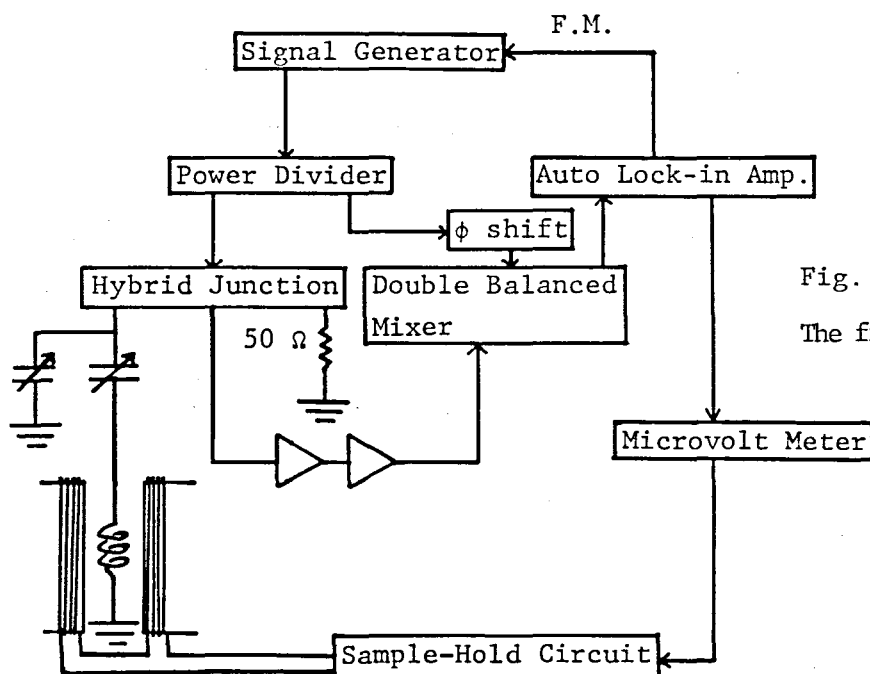 F.M.
Signal Generator
Power Divider
Auto Lock-in Amp.
φ shift
Hybrid Junction
Double Balanced
Mixer
50 Ω
Fig.
The
Microvolt Meter
Sample-Hold Circuit